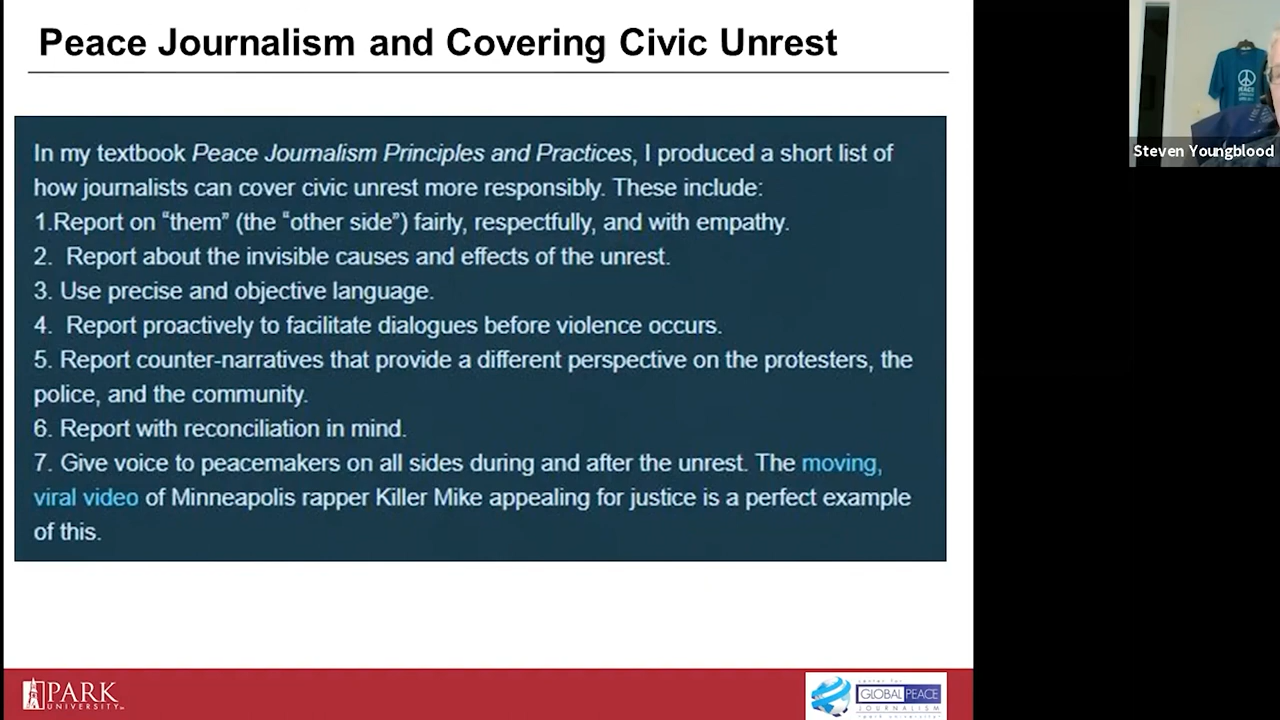 Peace Journalism and Covering Civic Unrest
In my textbook Peace Journalism Principles and Practices, I produced a short list of
how journalists can cover civic unrest more responsibly. These include:
1.Report on “them” (the “other side”) fairly, respectfully, and with empathy.
2. Report about the invisible causes and effects of the unrest.
3. Use precise and objective language.
4. Report proactively to facilitate dialogues before violence occurs.
5. Report counter-narratives that provide a different perspective on the protesters, the
police, and the community.
6. Report with reconciliation in mind.
7. Give voice to peacemakers on all sides during and after the unrest. The moving,
viral video of Minneapolis rapper Killer Mike appealing for justice is a perfect example
of this.
Steven Youngblood
PARK
UNIVERSITY
center for
GLOBAL PEACE
JOURNALISM